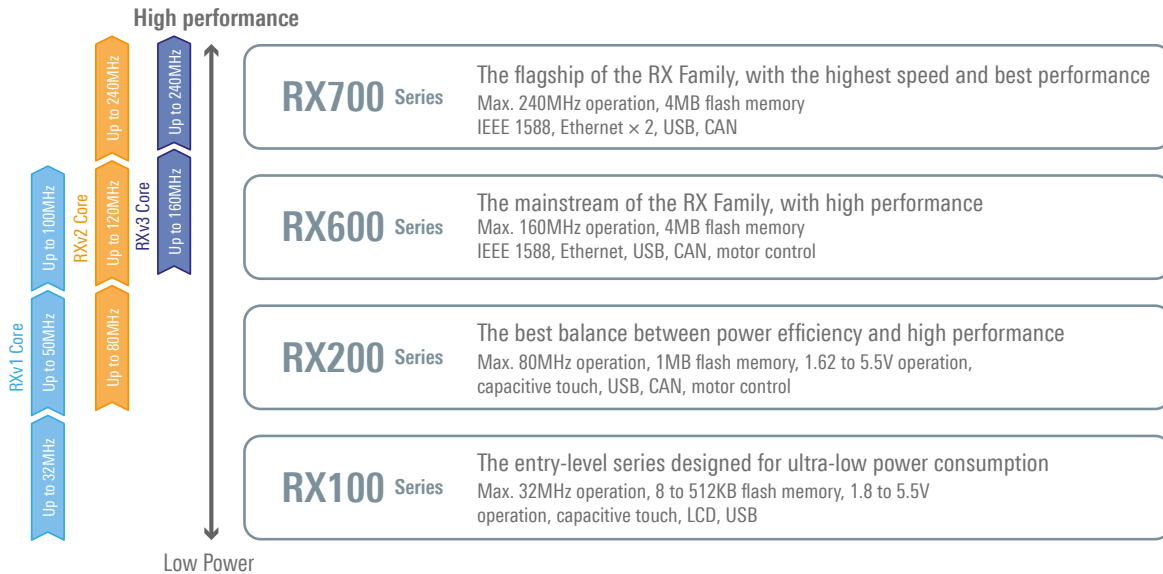 High performance
Up to 240MHz
Up to 240MHz
RX700 Series
The flagship of the RX Family, with the highest speed and best performance
Max. 240MHz operation, 4MB flash memory
IEEE 1588, Ethernet × 2, USB, CAN
Up to 100MHz
RXv2 Core
Up to 120MHz
RXv3 Core
Up to 160MHz
RX600 Series
The mainstream of the RX Family, with high performance
Max. 160MHz operation, 4MB flash memory
IEEE 1588, Ethernet, USB, CAN, motor control
RXv1 Core
Up to 50MHz
Up to 80MHz
RX200 Series
The best balance between power efficiency and high performance
Max. 80MHz operation, 1MB flash memory, 1.62 to 5.5V operation,
capacitive touch, USB, CAN, motor control
Up to 32MHz
RX100 Series
The entry-level series designed for ultra-low power consumption
Max. 32MHz operation, 8 to 512KB flash memory, 1.8 to 5.5V
operation, capacitive touch, LCD, USB
Low Power